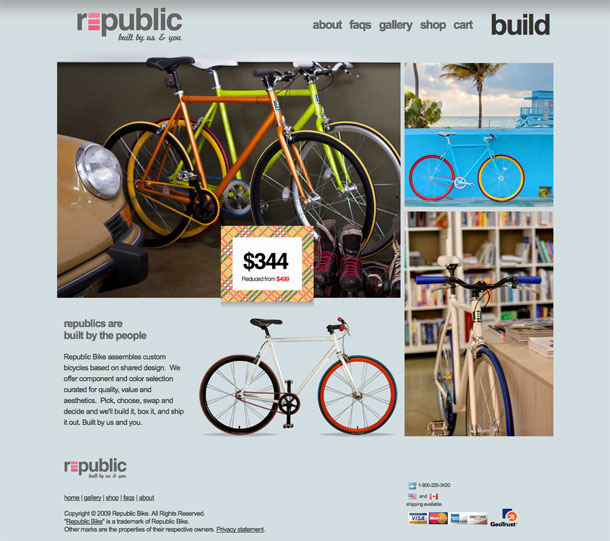 republic
built by us & you
about faqs gallery shop cart build
$344
Reduced from $499
republics are
built by the people
Republic Bike assembles custom
bicycles based on shared design. We
offer component and color selection
curated for quality, value and
aesthetics. Pick, choose, swap and
decide and we'll build it, box it, and ship
it out. Built by us and you.
republic
built by us & you
home | gallery | shop | faqs | about
Copyright © 2009 Republic Bike. All Rights Reserved.
"Republic Bike" is a trademark of Republic Bike.
Other marks are the properties of their respective owners. Privacy statement.
1-800-220-3420
and
shipping available.
VISA
GeoTrust